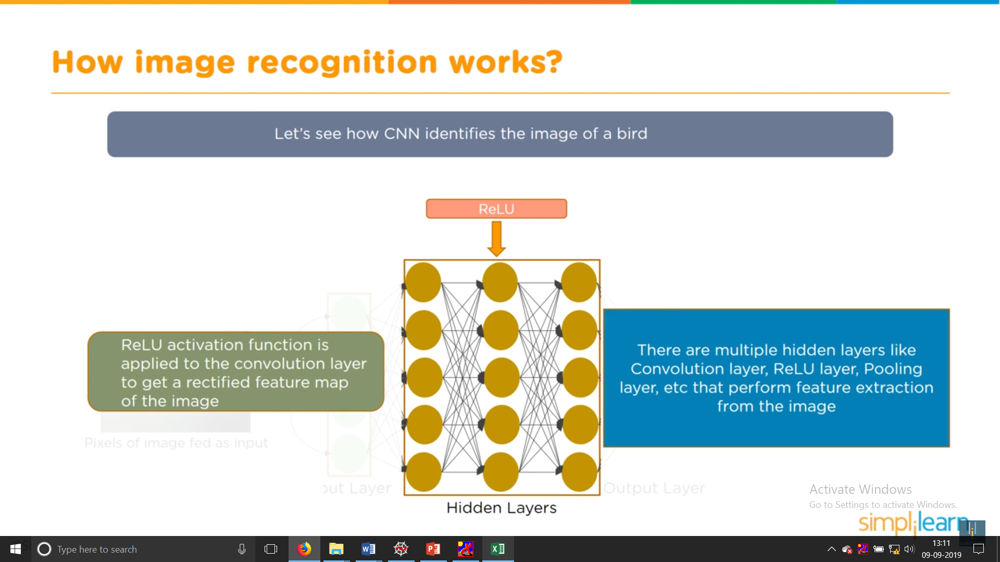 How image recognition works?
Let's see how CNN identifies the image of a bird
ReLU
ReLU activation function is
applied to the convolution layer
to get a rectified feature map
of the image
There are multiple hidden layers like
Convolution layer, ReLU layer, Pooling
layer, etc that perform feature extraction
from the image
Pixels of image fed as input
Layer
Output Layer
Hidden Layers
Activate Windows
Go to Settings to activate Windows.
simplilearn
Type here to search
13:11
09-09-2019